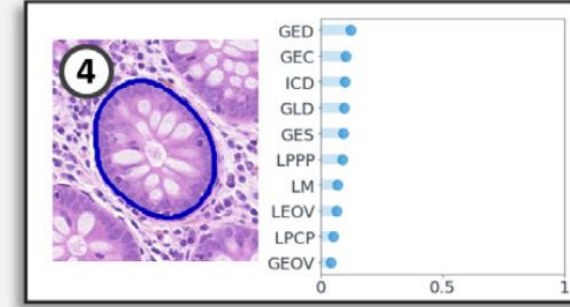 4
GED
GEC
ICD
GLD
GES
LPPP
LM
LEOV
LPCP
GEOV
0 0.5 1